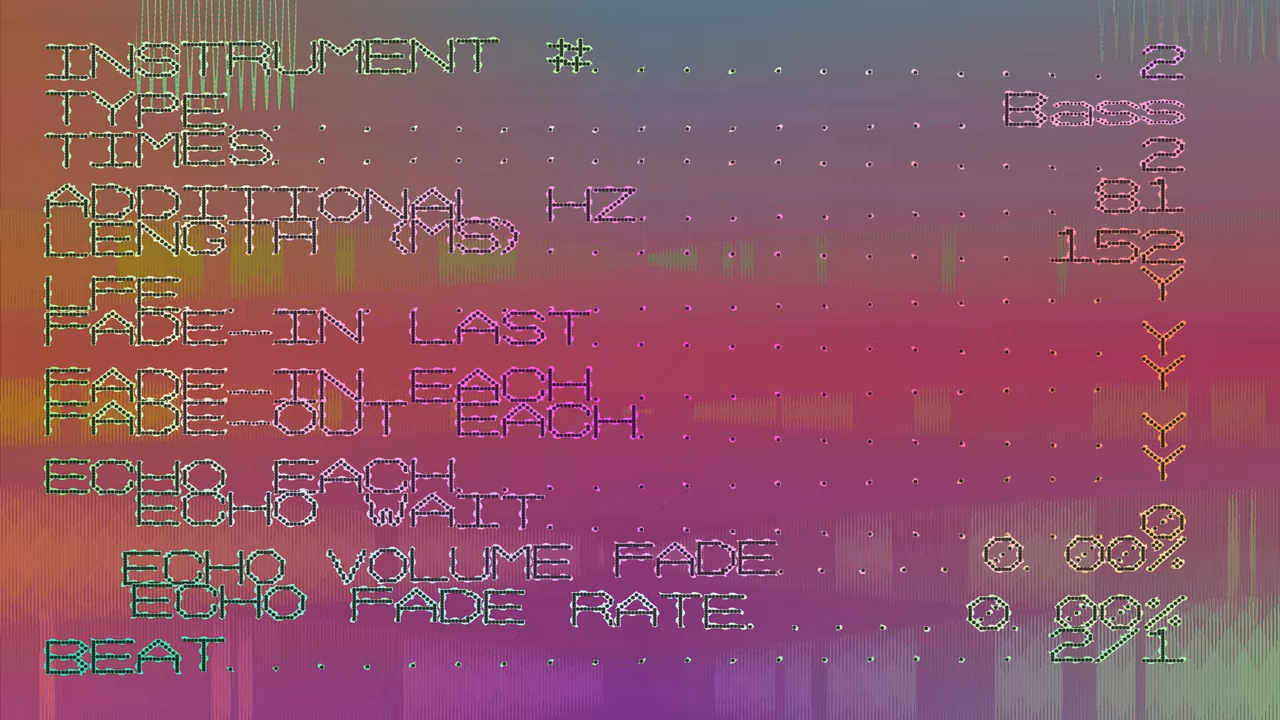 INSTRUMENT #. . . . . . . . . . . . 2
TYPE. . . . . . . . . . . . . . . . . Bass
TIMES. . . . . . . . . . . . . . . . . . . 2
ADDITIONAL HZ. . . . . . . . . . 81
LENGTH (MS) . . . . . . . . . . . 152
LFE . . . . . . . . . . . . . Y
FADE-IN LAST. . . . . . . . . . . . Y
FADE-IN EACH. . . . . . . . . . . . Y
FADE-OUT EACH. . . . . . . . . . . Y
ECHO EACH. . . . . . . . . . . . . . Y
ECHO WAIT. . . . . . . . . . . . . 0
ECHO VOLUME FADE. . . . . 0. 00%
ECHO FADE RATE. . . . . 0. 00%
BEAT. . . . . . . . . . . . . . . . . . 2/1